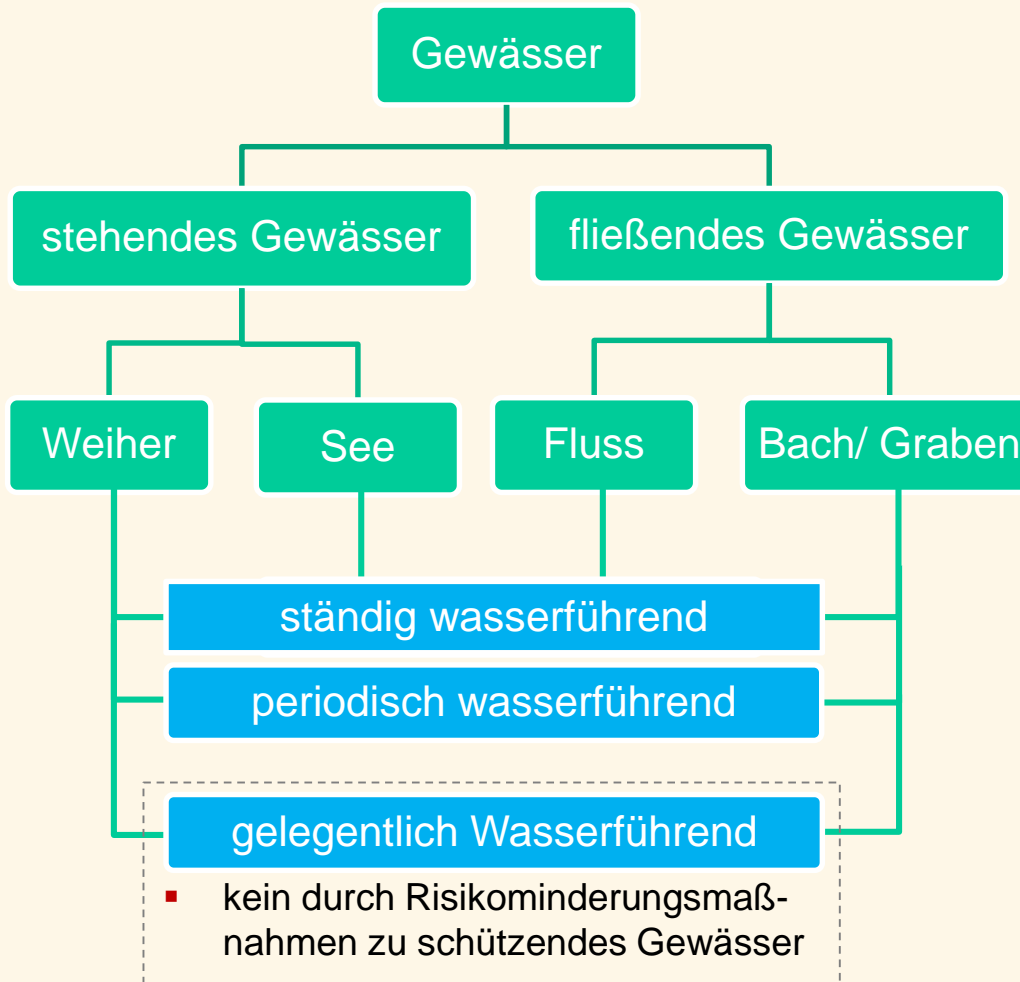 Gewässer
stehendes Gewässer
fließendes Gewässer
Weiher
See
Fluss
Bach/ Graben
ständig wasserführend
periodisch wasserführend
gelegentlich Wasserführend
▪ kein durch Risikominderungsmaß-
nahmen zu schützendes Gewässer